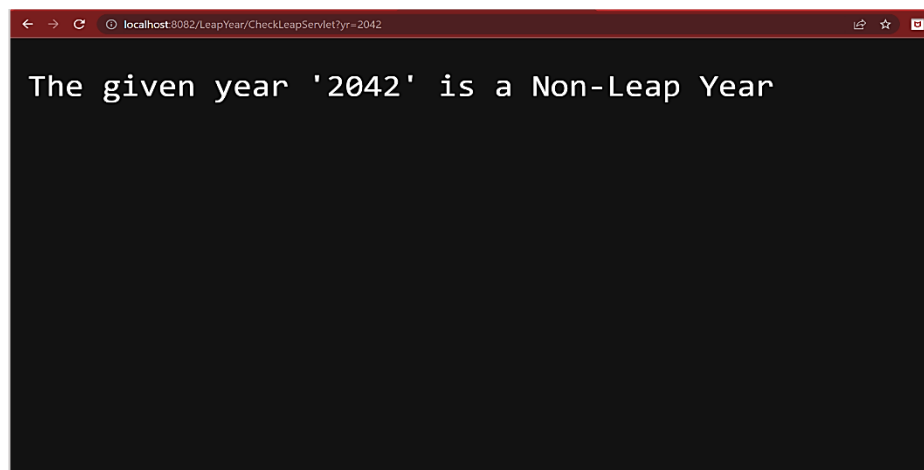 localhost:8082/LeapYear/CheckLeapServlet?yr=2042
The given year '2042' is a Non-Leap Year